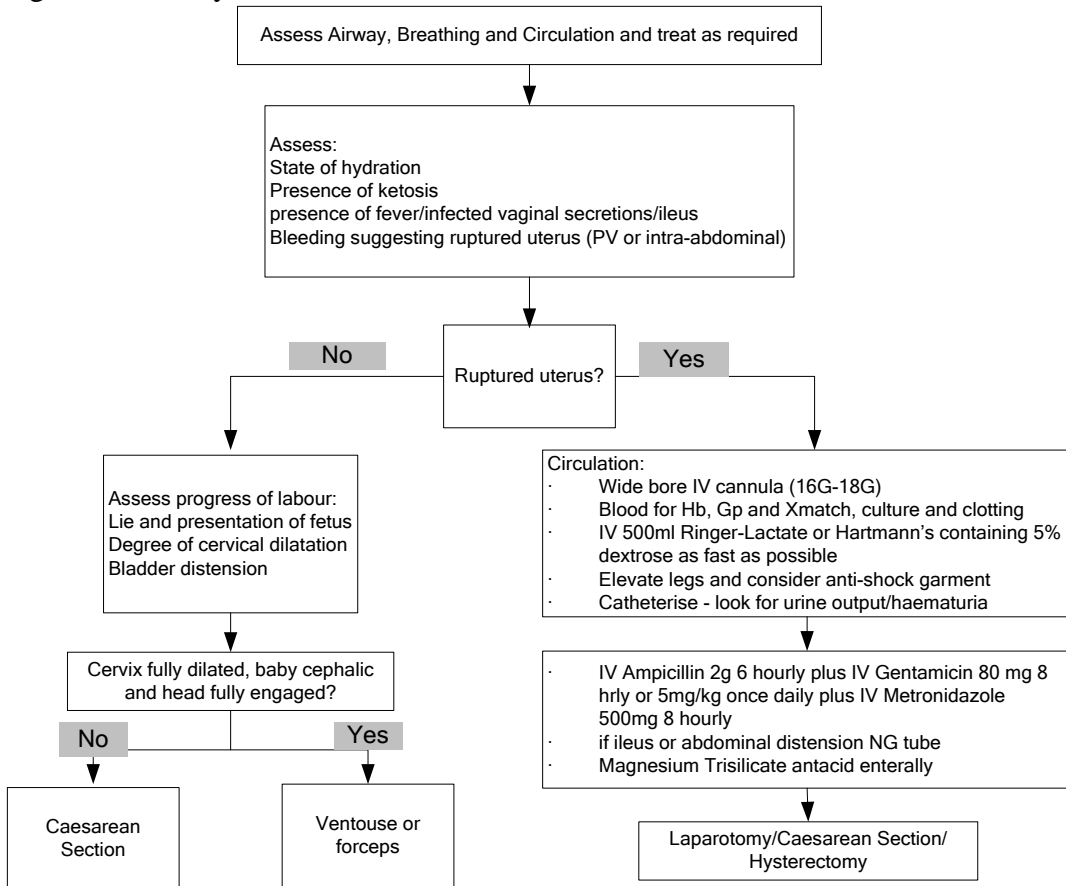 Assess Airway, Breathing and Circulation and treat as required
Assess:
State of hydration
Presence of ketosis
presence of fever/infected vaginal secretions/ileus
Bleeding suggesting ruptured uterus (PV or intra-abdominal)
No
Ruptured uterus?
Yes
Assess progress of labour:
Lie and presentation of fetus
Degree of cervical dilatation
Bladder distension
Circulation:
· Wide bore IV cannula (16G-18G)
· Blood for Hb, Gp and Xmatch, culture and clotting
· IV 500ml Ringer-Lactate or Hartmann's containing 5%
dextrose as fast as possible
· Elevate legs and consider anti-shock garment
· Catheterise - look for urine output/haematuria
Cervix fully dilated, baby cephalic
and head fully engaged?
· IV Ampicillin 2g 6 hourly plus IV Gentamicin 80 mg 8
hrly or 5mg/kg once daily plus IV Metronidazole
500mg 8 hourly
· if ileus or abdominal distension NG tube
· Magnesium Trisilicate antacid enterally
No
Yes
Caesarean
Section
Ventouse or
forceps
Laparotomy/Caesarean Section/
Hysterectomy